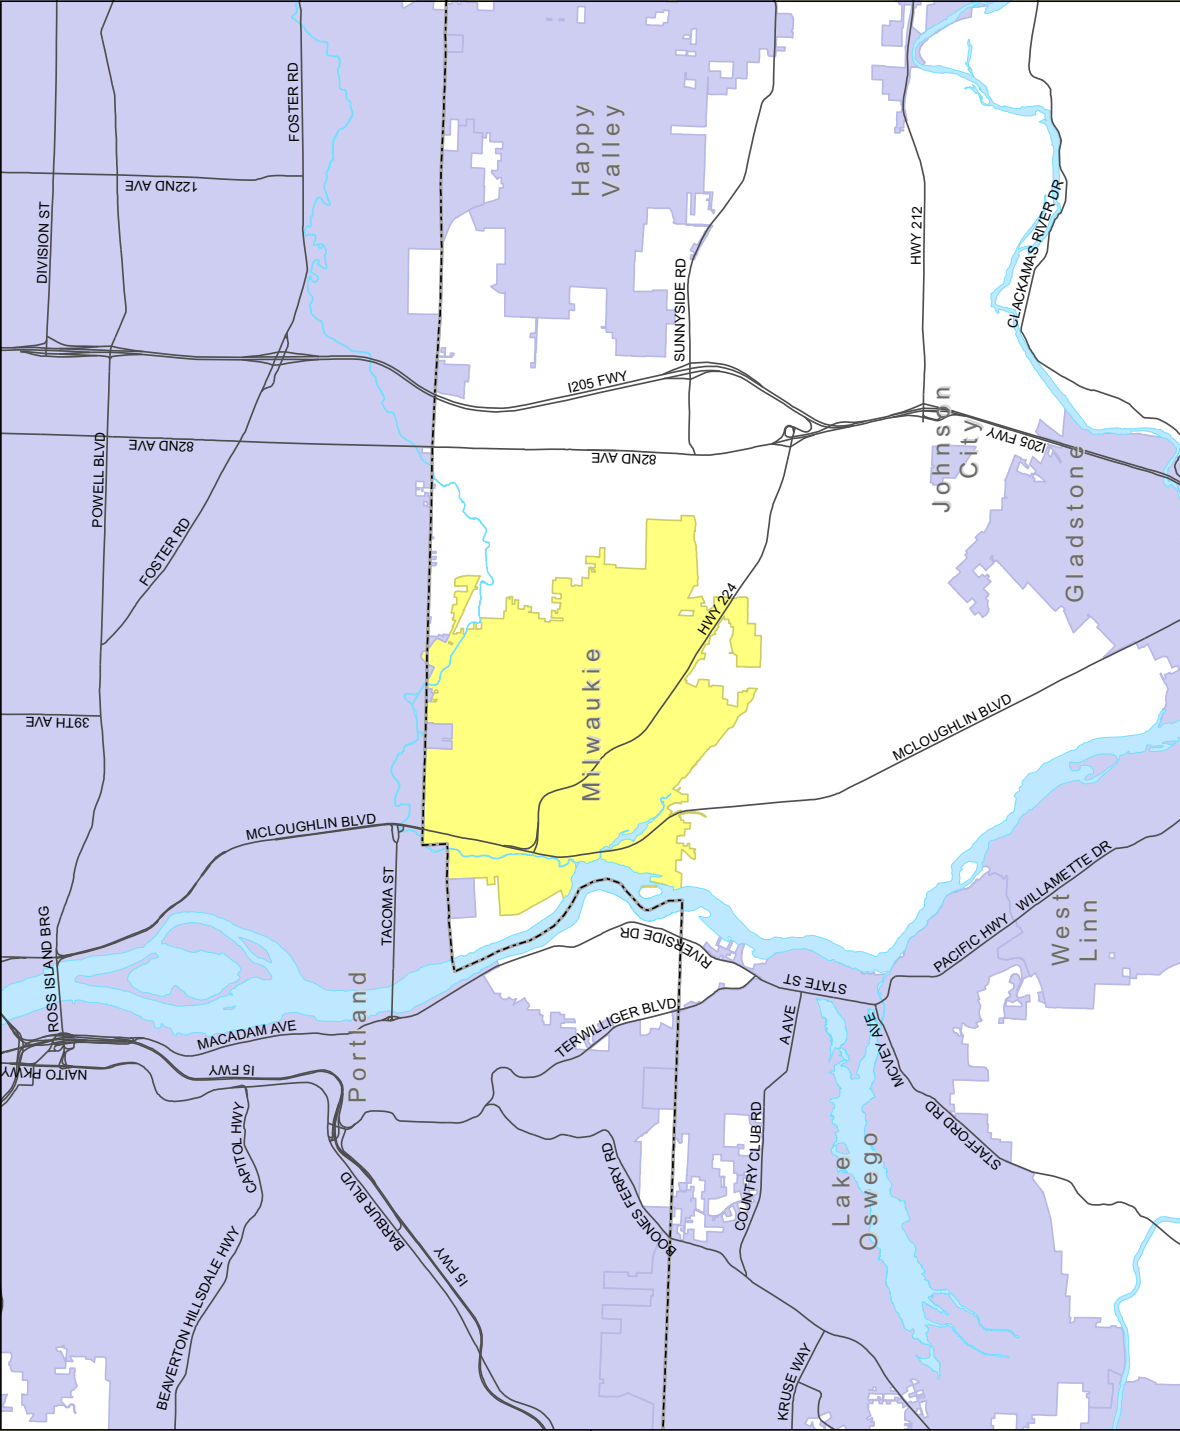 FOSTER RD
122ND AVE
DIVISION ST
Happy
Valley
HWY 212
CLACKAMAS RIVER DR
SUNNYSIDE RD
I205 FWY
82ND AVE
82ND AVE
POWELL BLVD
FOSTER RD
Johnson
City
I205 FWY
Gladstone
HWY 224
Milwaukie
39TH AVE
MCLOUGHLIN BLVD
MCLOUGHLIN BLVD
TACOMA ST
ROSS ISLAND BRG
RIVERSIDE DR
WILLAMETTE DR
PACIFIC HWY
West
Linn
STATE ST
Portland
MACADAM AVE
TERWILLIGER BLVD
A AVE
MCVEY AVE
NAITO PKWY
I5 FWY
CAPITOL HWY
BARBUR BLVD
BOONES FERRY RD
COUNTRY CLUB RD
STAFFORD RD
Lake
Oswego
BEAVERTON HILLSDALE HWY
I5 FWY
KRUSE WAY